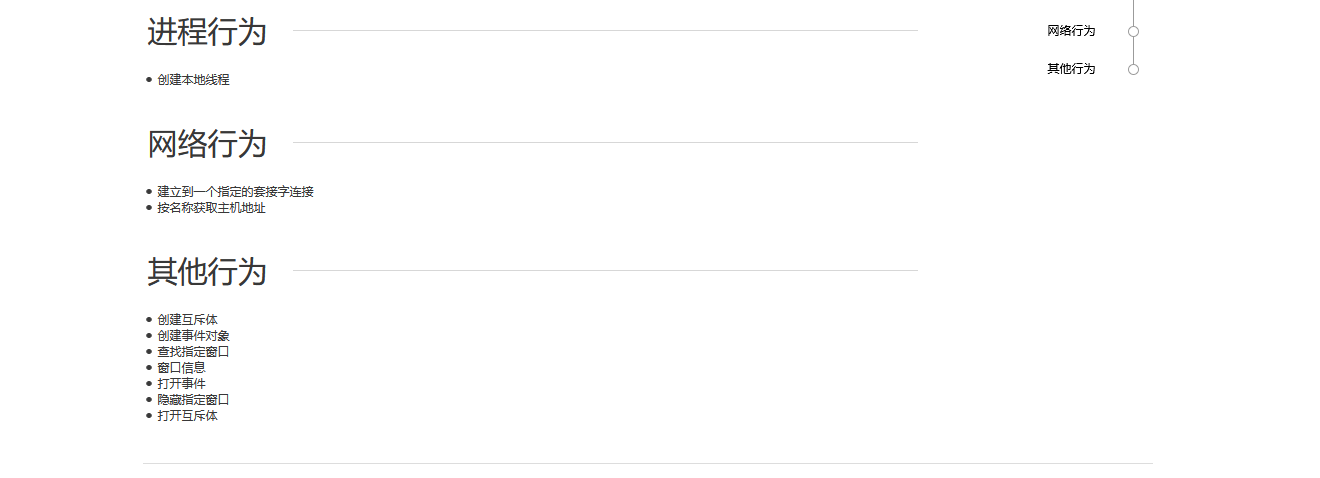 进程行为
创建本地线程
网络行为
建立到一个指定的套接字连接
按名称获取主机地址
其他行为
创建互斥体
创建事件对象
查找指定窗口
窗口信息
打开事件
隐藏指定窗口
打开互斥体
网络行为
其他行为